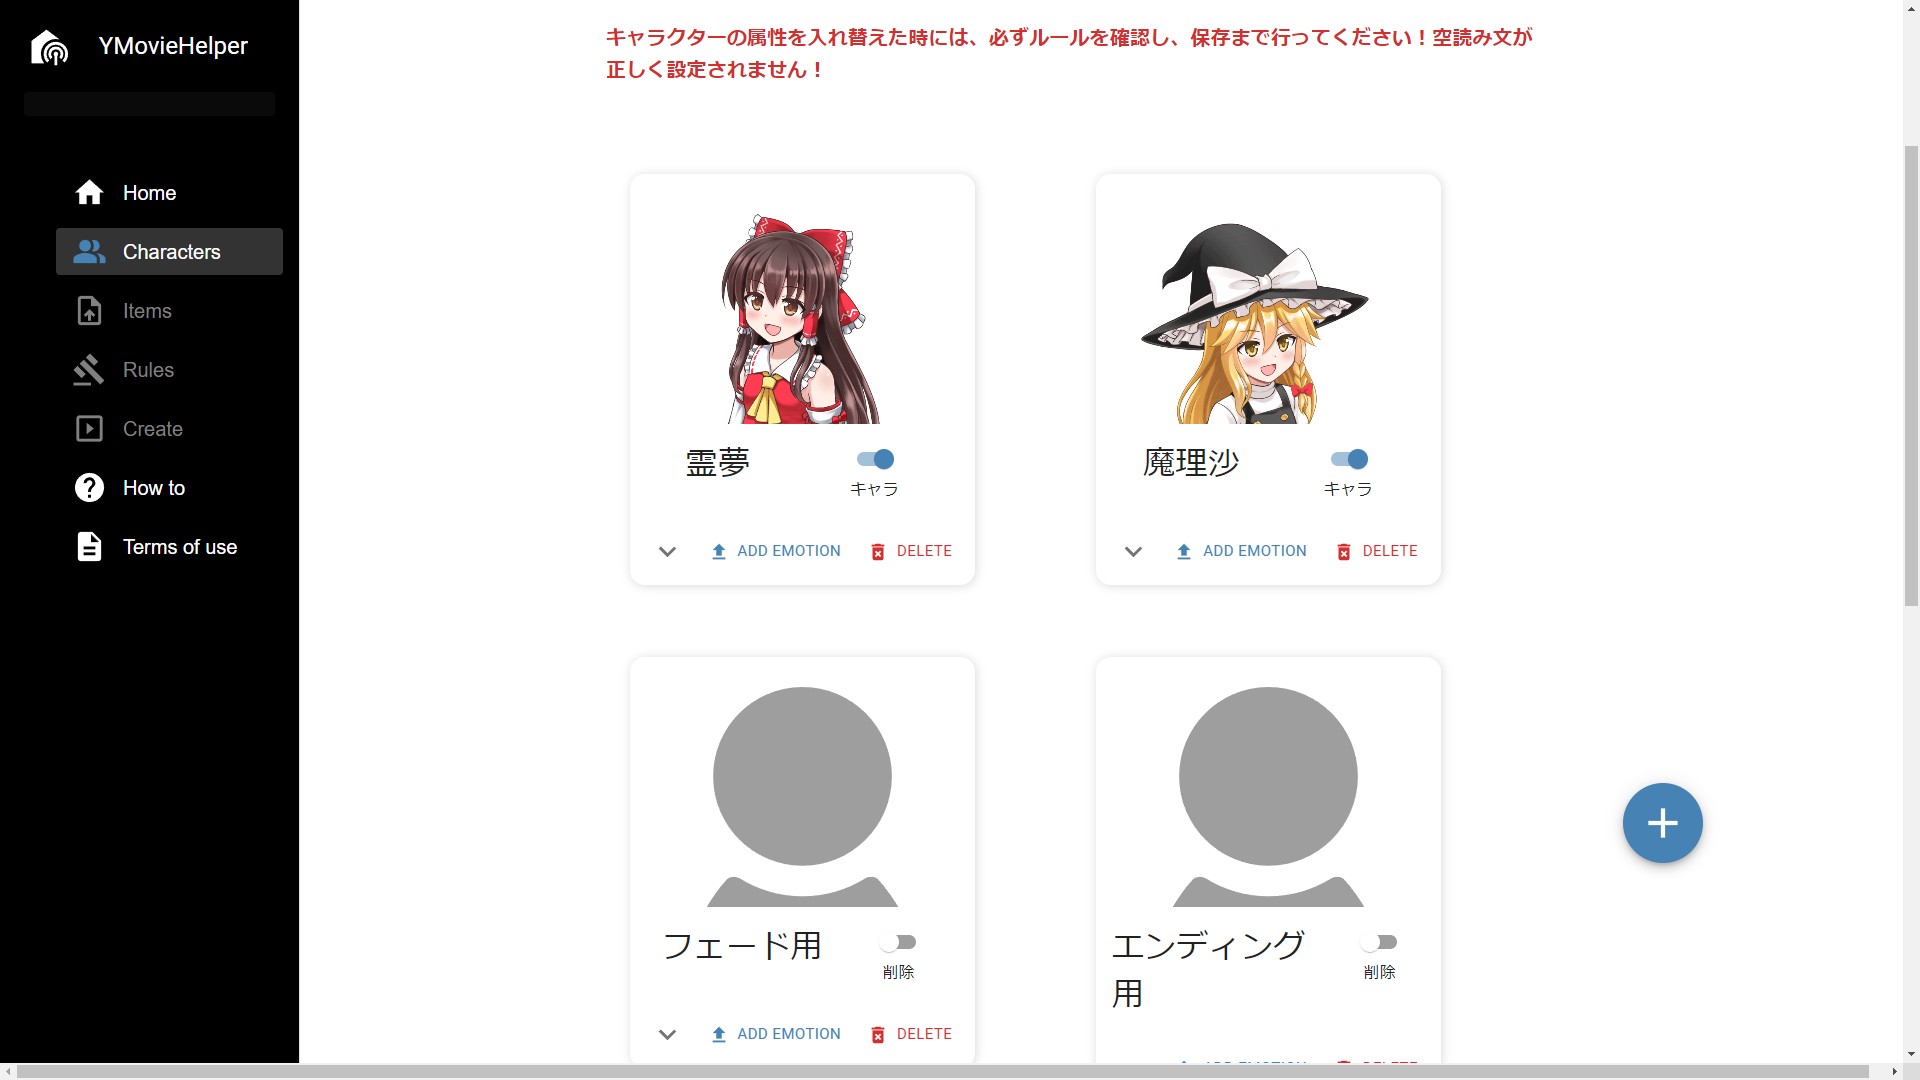 YMovieHelper
Home
Characters
Items
Rules
Create
How to
Terms of use
キャラクターの属性を入れ替えた時には、必ずルールを確認し、保存まで行ってください！空読み文が
正しく設定されません！
霊夢
キャラ
ADD EMOTION
DELETE
魔理沙
キャラ
ADD EMOTION
DELETE
フェード用
削除
ADD EMOTION
DELETE
エンディング
用
削除
ADD EMOTION
DELETE